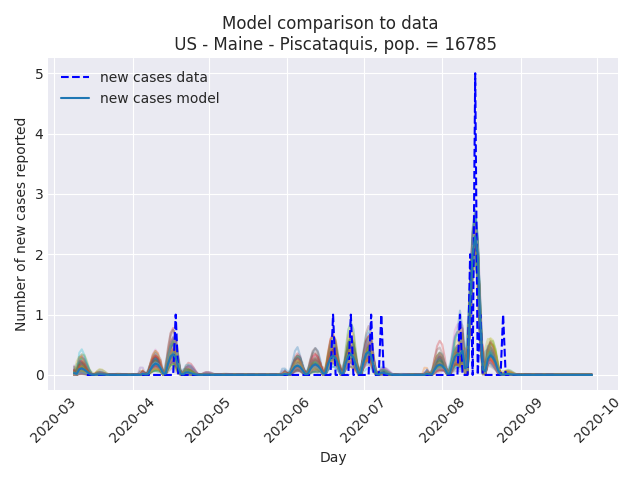 Model comparison to data
US - Maine - Piscataquis, pop. = 16785
new cases data
new cases model
Number of new cases reported
5
4
3
2
1
0
2020-03
2020-04
2020-05
2020-06
2020-07
2020-08
2020-09
2020-10
Day